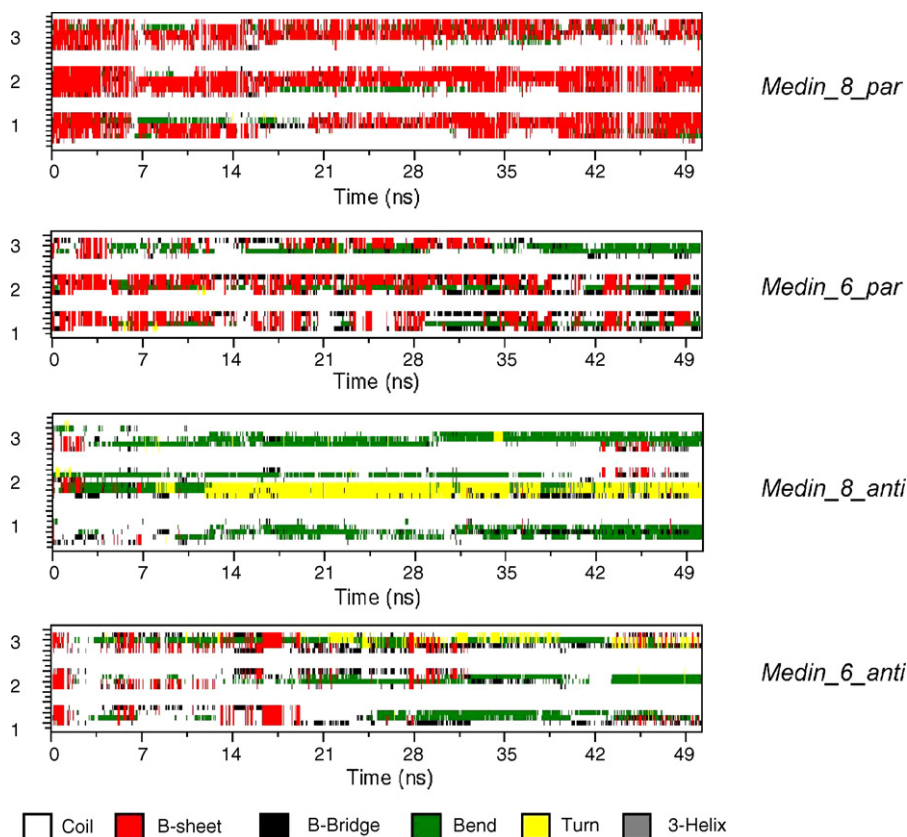 3
2
1
0 7 14 21 28 35 42 49
Time (ns)
Medin_8_par
3
2
1
0 7 14 21 28 35 42 49
Time (ns)
Medin_6_par
3
2
1
0 7 14 21 28 35 42 49
Time (ns)
Medin_8_anti
3
2
1
0 7 14 21 28 35 42 49
Time (ns)
Medin_6_anti
Coil B-sheet B-Bridge Bend Turn 3-Helix